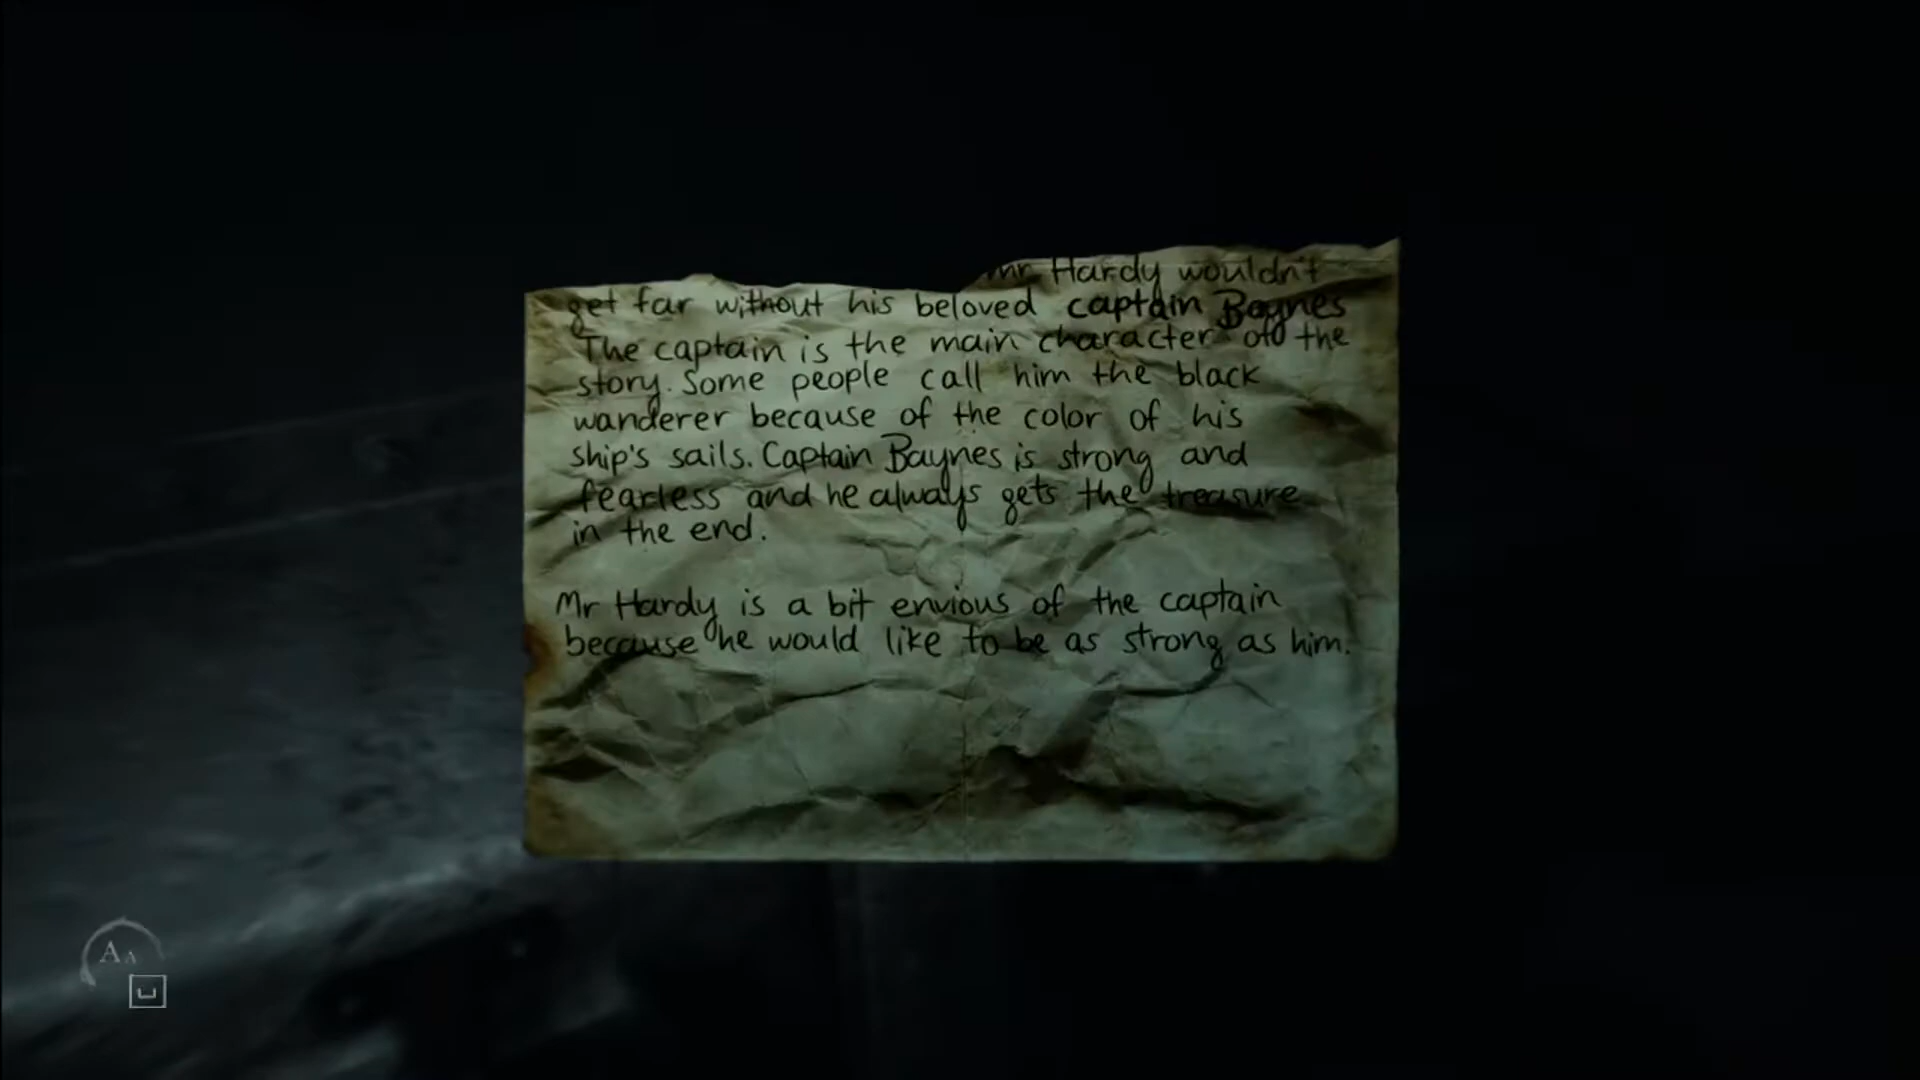 mr Hardy wouldn't
get far without his beloved captain Baynes
The captain is the main character of the
story. Some people call him the black
wanderer because of the color of his
ship's sails. Captain Baynes is strong and
fearless and he always gets the treasure
in the end.
Mr Hardy is a bit envious of the captain
because he would like to be as strong as him.
AA